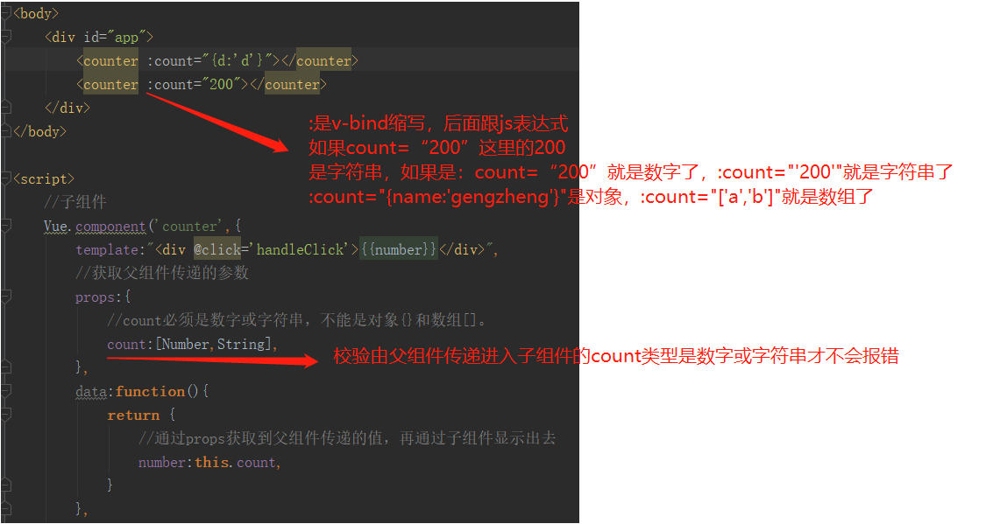 <body>
<div id="app">
<counter :count="{d:'d'}"></counter>
<counter :count="200"></counter>
</div>
</body>
:是v-bind缩写，后面跟js表达式
如果count=“200”这里的200
是字符串，如果是：count=“200”就是数字了，:count="'200'"就是字符串了
:count="{name:'gengzheng'}"是对象，:count="['a','b']"就是数组了
<script>
//子组件
Vue.component('counter',{
template:"<div @click='handleClick'>{{number}}</div>",
//获取父组件传递的参数
props:{
//count必须是数字或字符串，不能是对象{}和数组[]。
count:[Number,String],
校验由父组件传递进入子组件的count类型是数字或字符串才不会报错
},
data:function(){
return {
//通过props获取到父组件传递的值，再通过子组件显示出去
number:this.count,
}
},